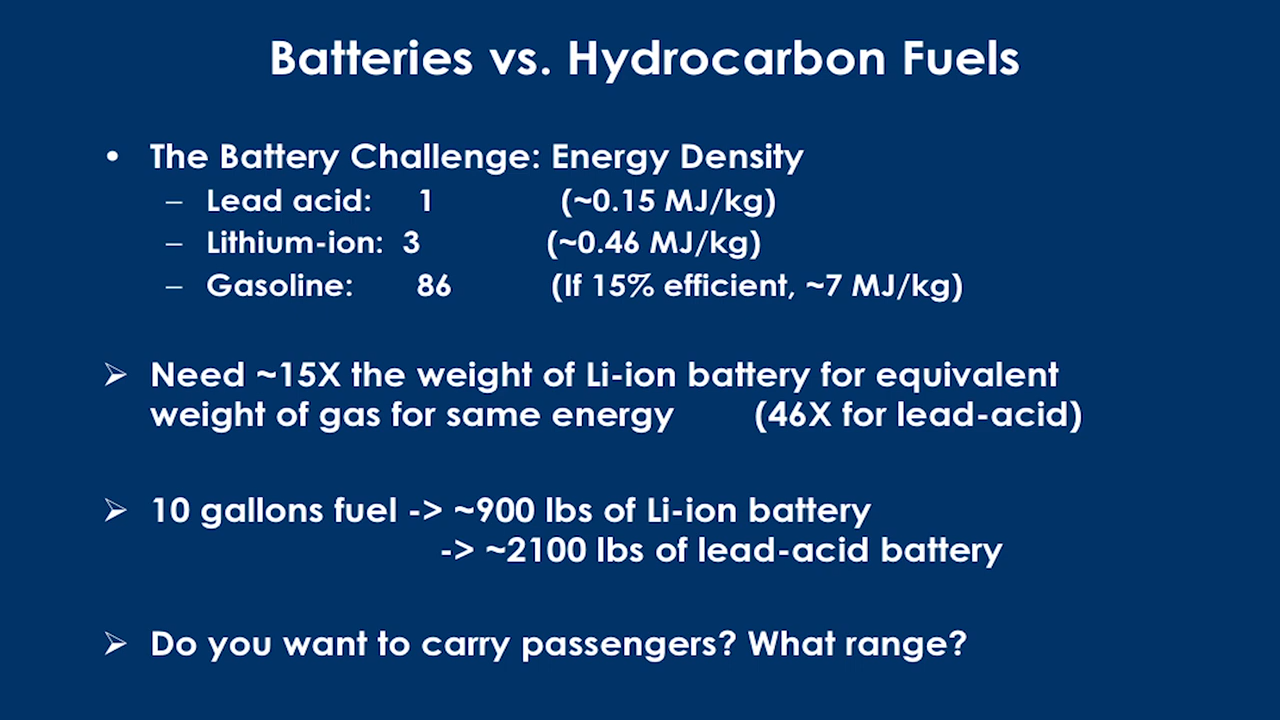 Batteries vs. Hydrocarbon Fuels
• The Battery Challenge: Energy Density
– Lead acid: 1 (~0.15 MJ/kg)
– Lithium-ion: 3 (~0.46 MJ/kg)
– Gasoline: 86 (If 15% efficient, ~7 MJ/kg)
➢ Need ~15X the weight of Li-ion battery for equivalent
weight of gas for same energy (46X for lead-acid)
➢ 10 gallons fuel -> ~900 lbs of Li-ion battery
-> ~2100 lbs of lead-acid battery
➢ Do you want to carry passengers? What range?